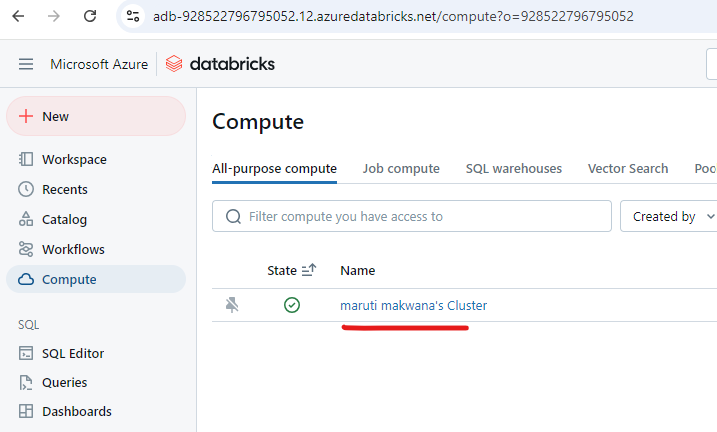 adb-928522796795052.12.azuredatabricks.net/compute?o=928522796795052
Microsoft Azure databricks
New
Workspace
Recents
Catalog
Workflows
Compute
SQL
SQL Editor
Queries
Dashboards
Compute
All-purpose compute Job compute SQL warehouses Vector Search Poo
Filter compute you have access to Created by
State Name
maruti makwana's Cluster